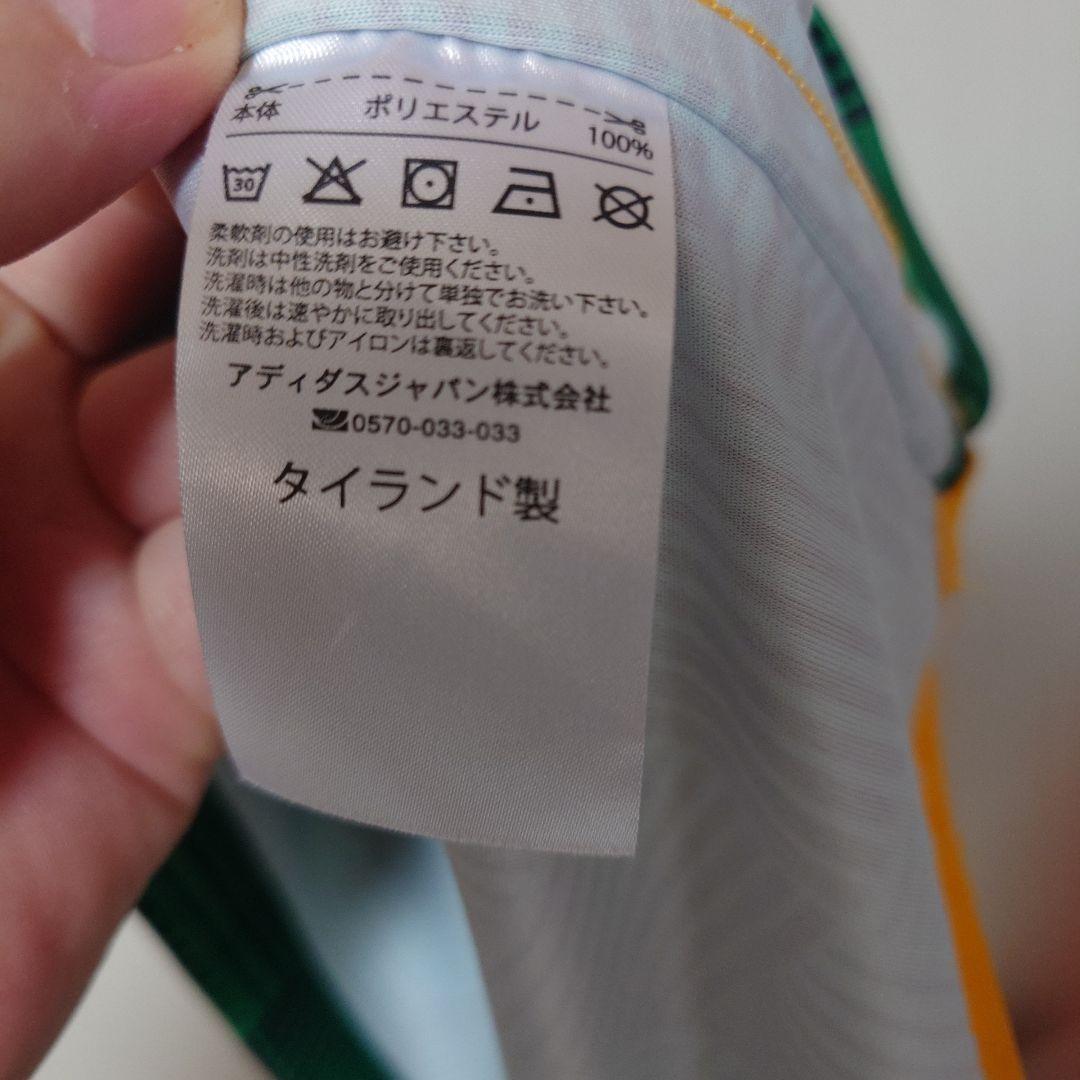 本体 ポリエステル 100%
30
柔軟剤の使用はお避け下さい。
洗剤は中性洗剤をご使用ください。
洗濯時は他の物と分けて単独でお洗い下さい。
洗濯後は速やかに取り出してください。
洗濯時およびアイロンは裏返してください。
アディダスジャパン株式会社
0570-033-033
タイランド製